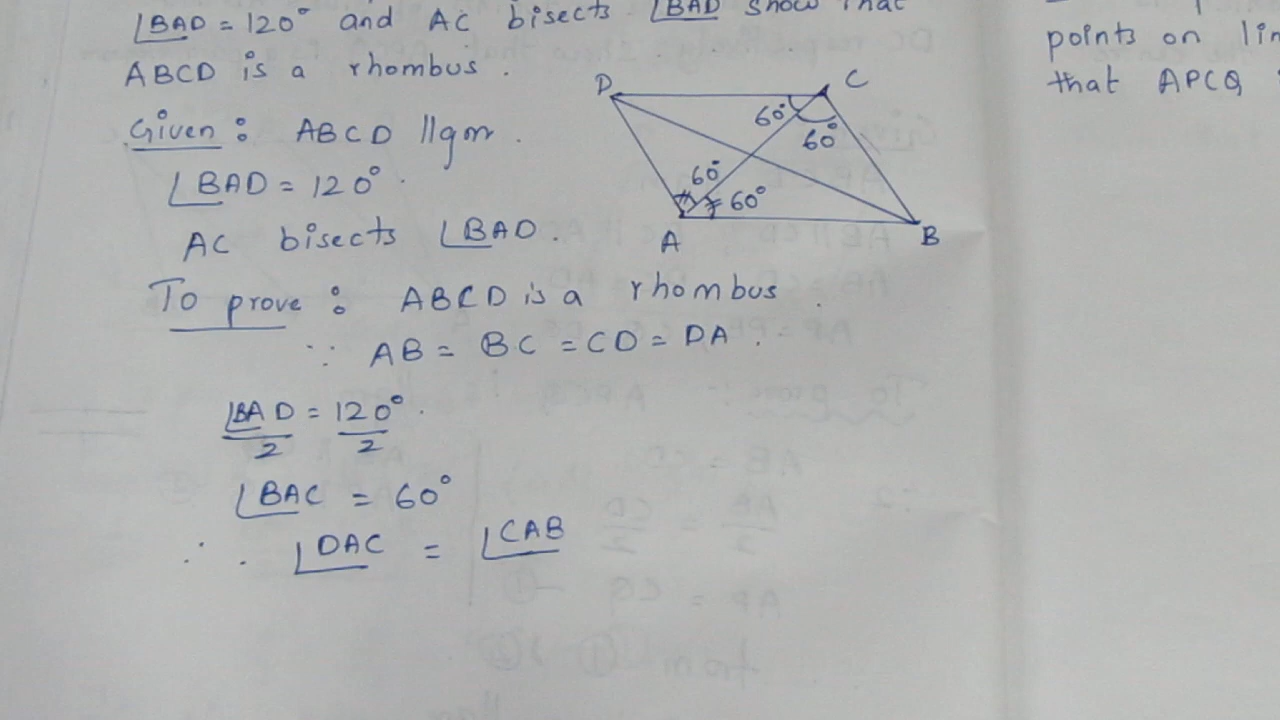 ∠BAD = 120° and AC bisects ∠BAD show that
ABCD is a rhombus.
Given : ABCD ||gm.
∠BAD = 120°.
AC bisects ∠BAD.
To prove : ABCD is a rhombus.
∵ AB = BC = CD = DA.
∠BAD/2 = 120°/2.
∠BAC = 60°
∴ ∠DAC = ∠CAB
D
C
60°
60°
60°
60°
A
B
points on lin
that APCQ